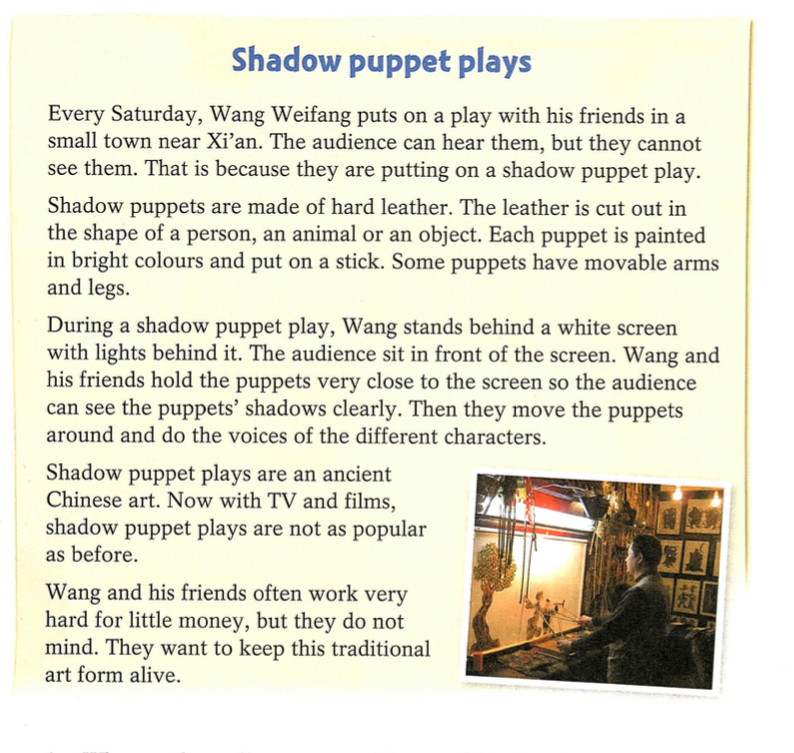 Shadow puppet plays
Every Saturday, Wang Weifang puts on a play with his friends in a
small town near Xi'an. The audience can hear them, but they cannot
see them. That is because they are putting on a shadow puppet play.
Shadow puppets are made of hard leather. The leather is cut out in
the shape of a person, an animal or an object. Each puppet is painted
in bright colours and put on a stick. Some puppets have movable arms
and legs.
During a shadow puppet play, Wang stands behind a white screen
with lights behind it. The audience sit in front of the screen. Wang and
his friends hold the puppets very close to the screen so the audience
can see the puppets' shadows clearly. Then they move the puppets
around and do the voices of the different characters.
Shadow puppet plays are an ancient
Chinese art. Now with TV and films,
shadow puppet plays are not as popular
as before.
Wang and his friends often work very
hard for little money, but they do not
mind. They want to keep this traditional
art form alive.